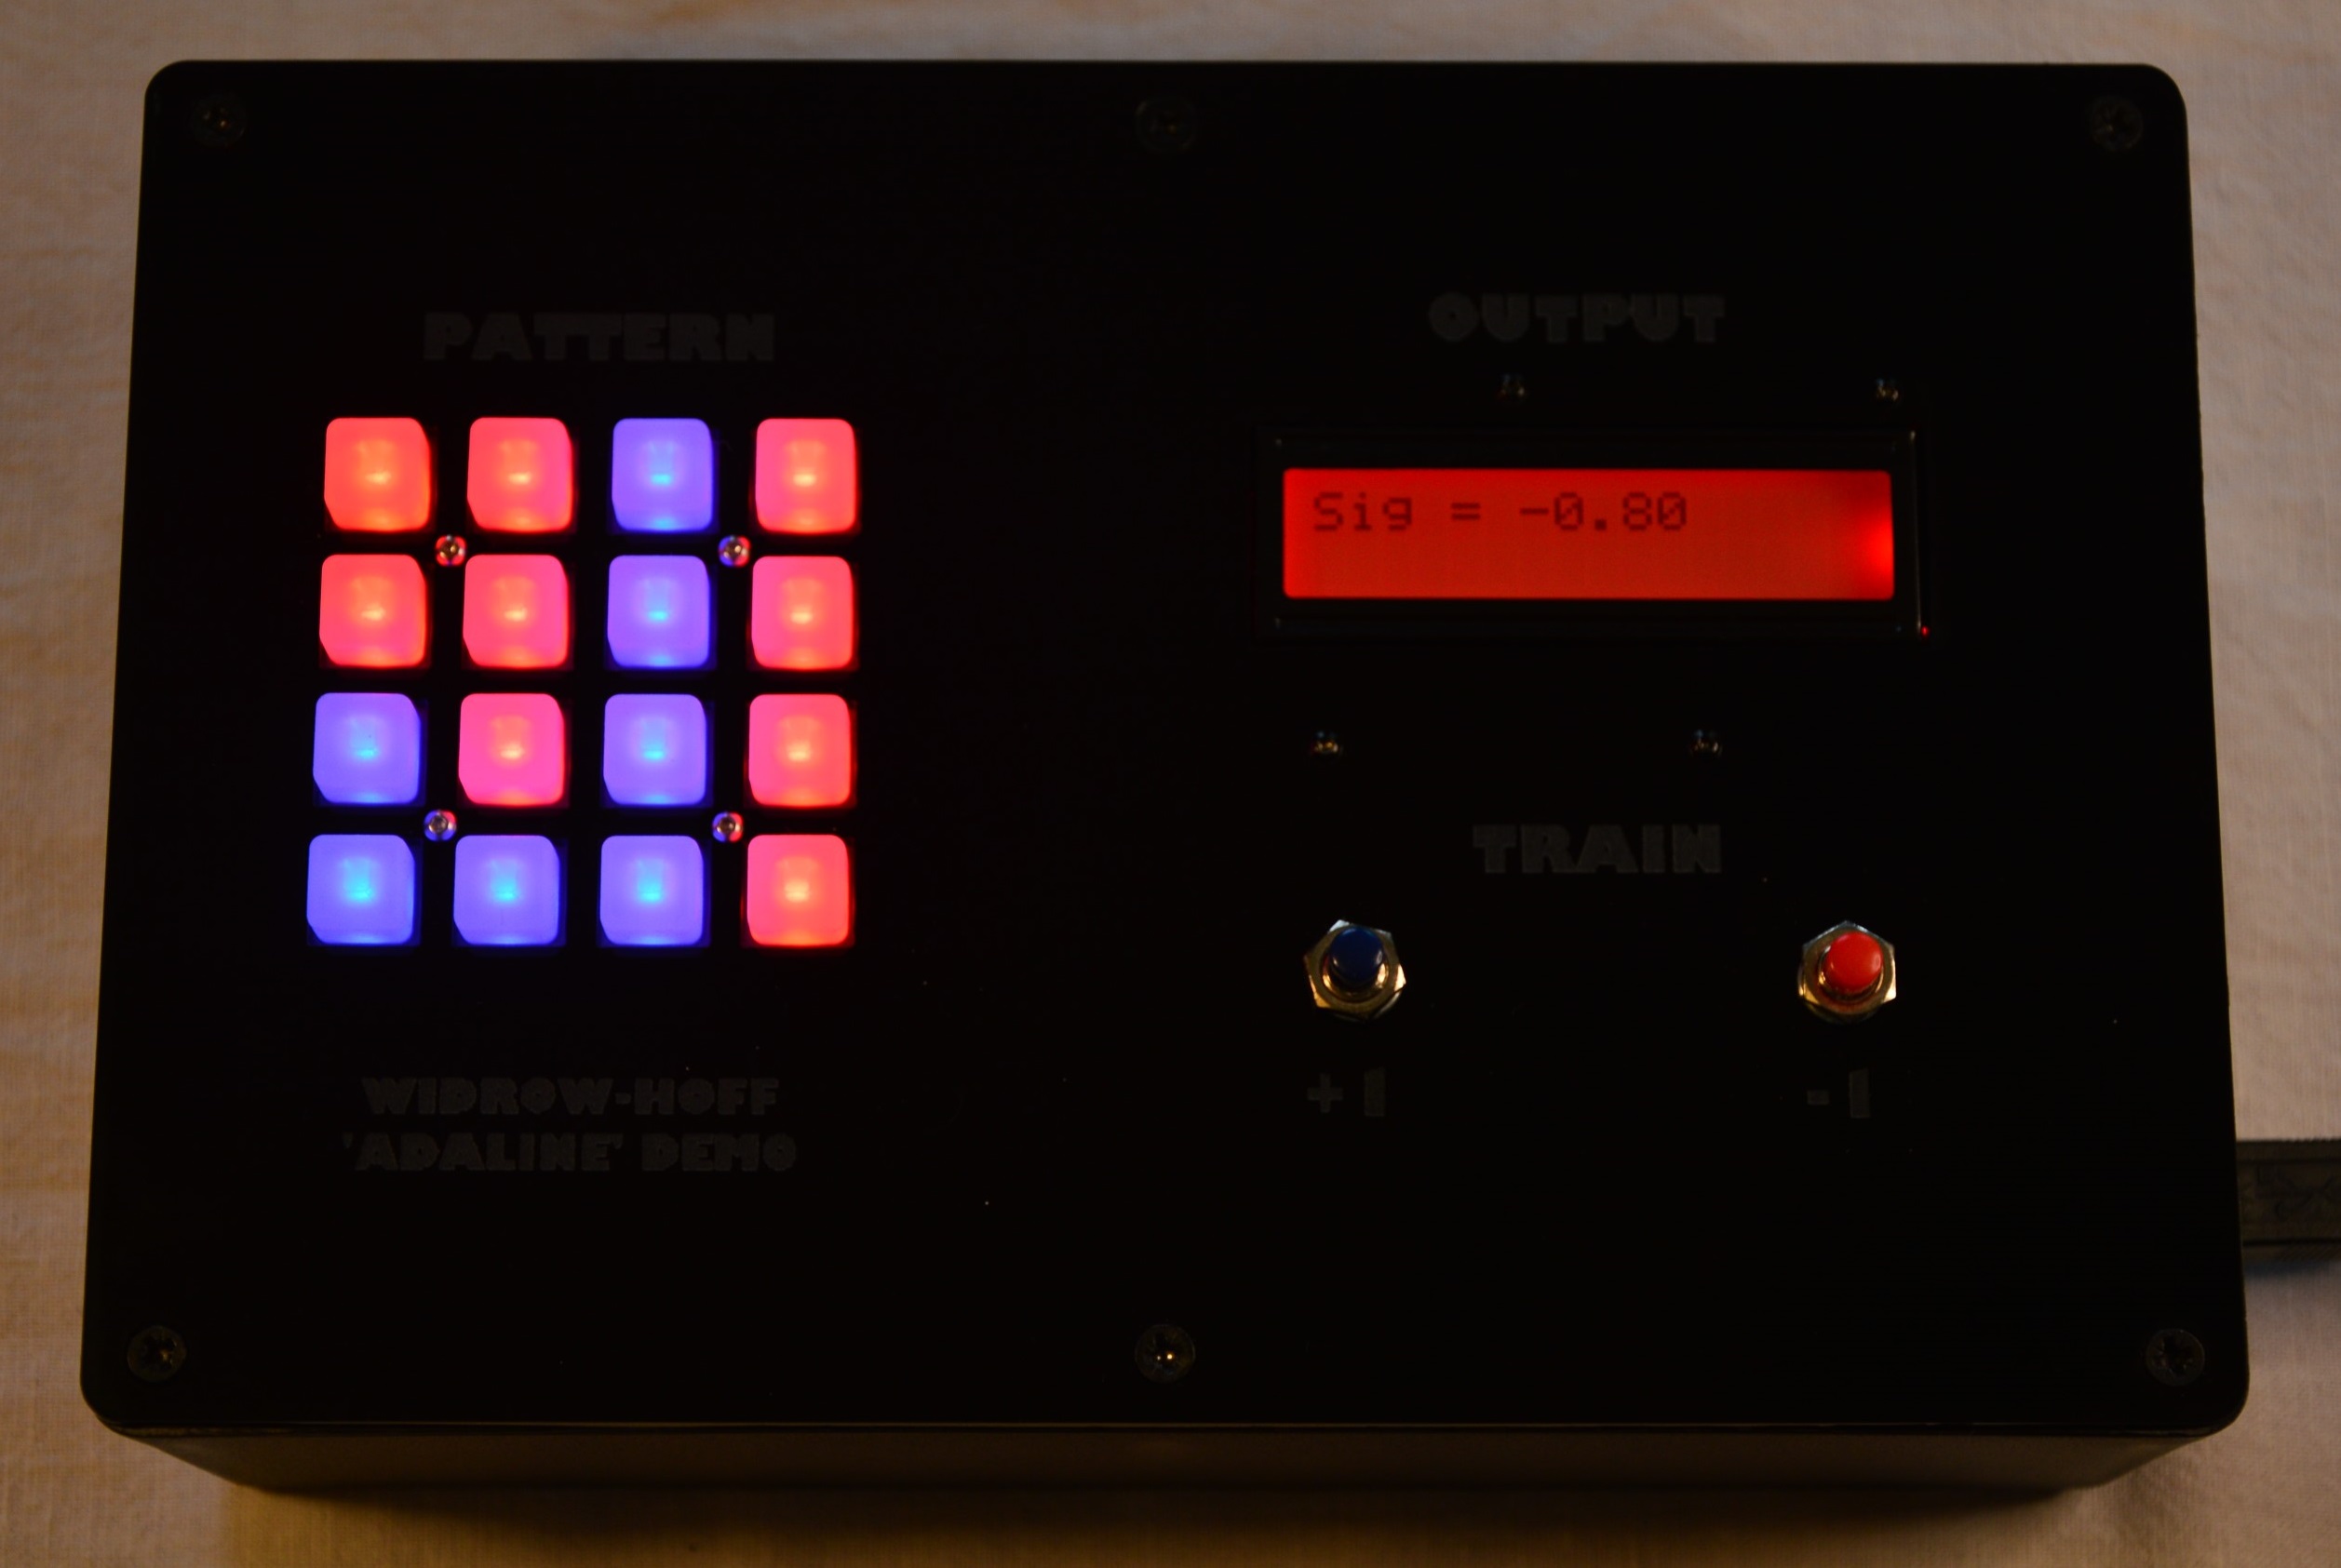 PATTERN
OUTPUT
Sig = -0.80
TRAIN
+1
-1
WIDROW-HOFF
'ADALINE' DEMO